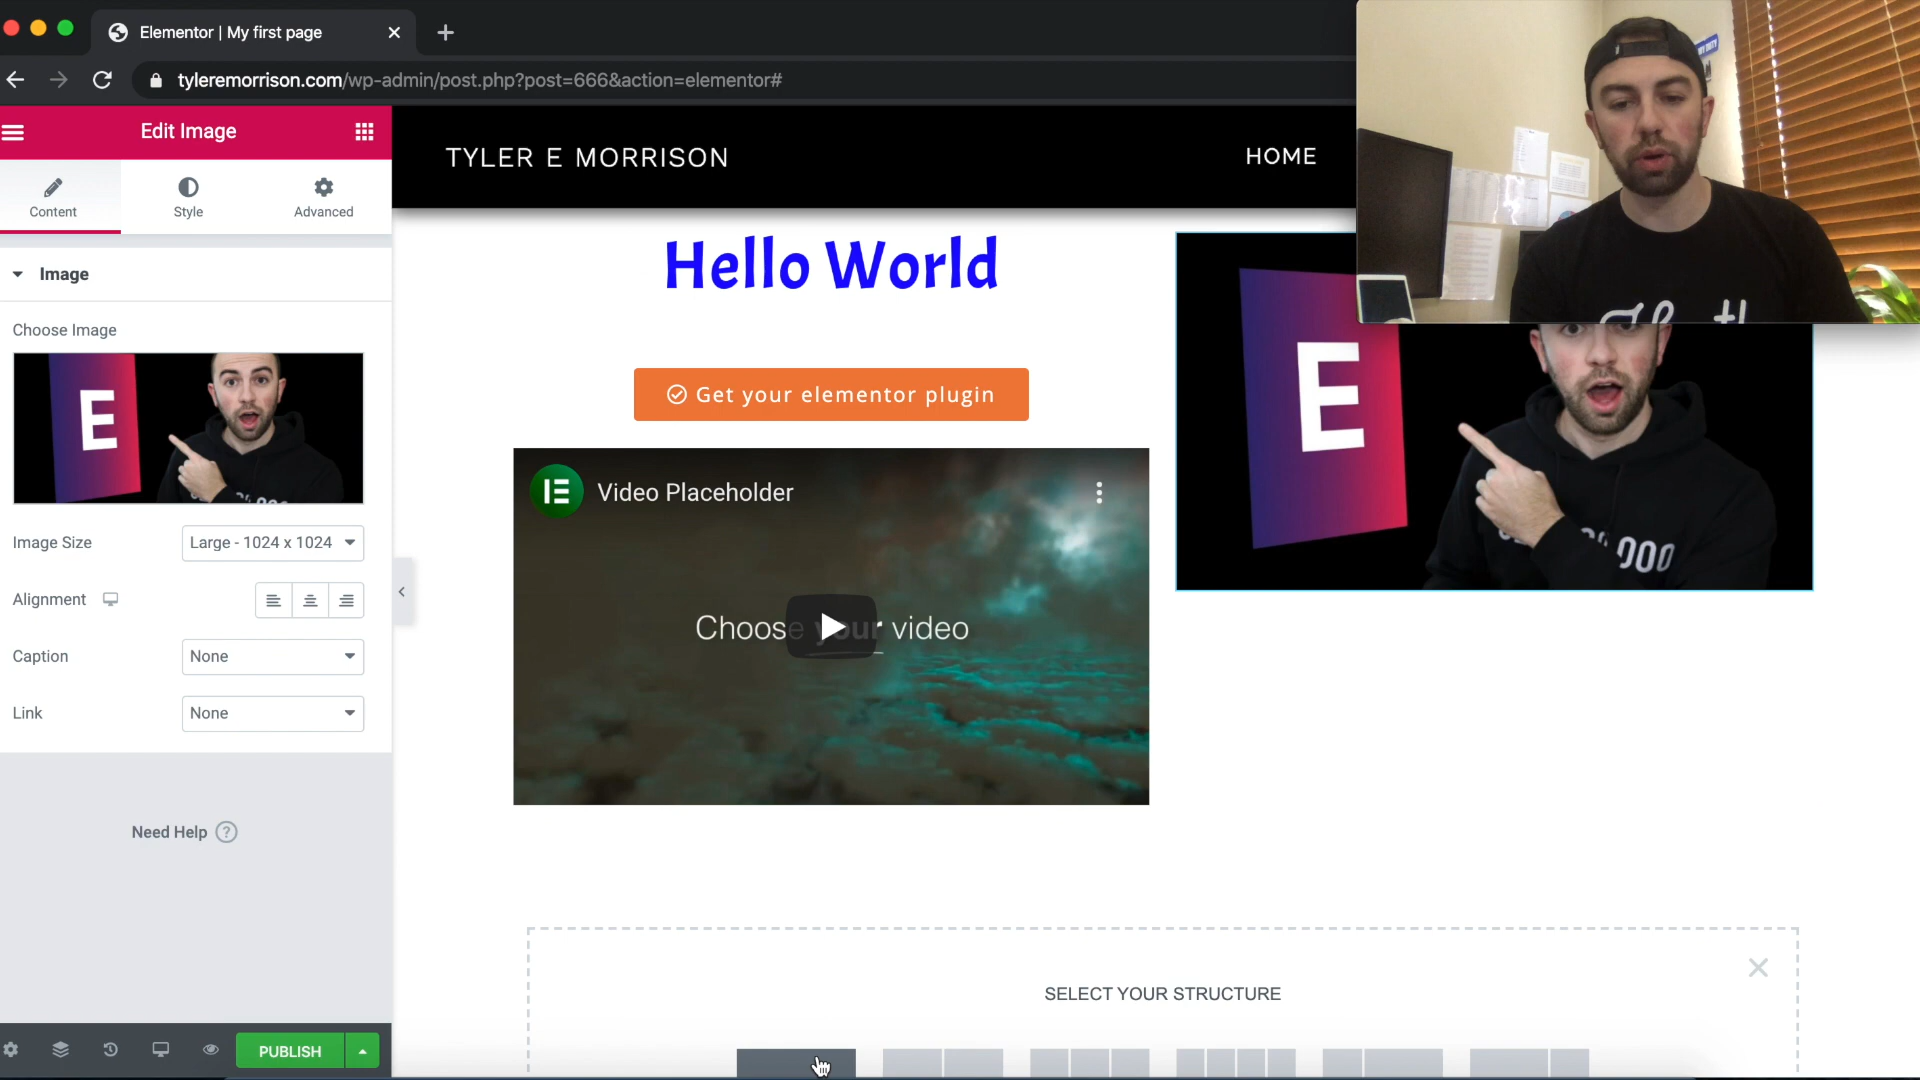 Elementor | My first page
tyleremorrison.com/wp-admin/post.php?post=666&action=elementor#
Edit Image
Content
Style
Advanced
Image
Choose Image
E
Image Size
Large - 1024 x 1024
Alignment
Caption
None
Link
None
Need Help ?
PUBLISH
TYLER E MORRISON
HOME
Hello World
Get your elementor plugin
Video Placeholder
Choose your video
E
SELECT YOUR STRUCTURE